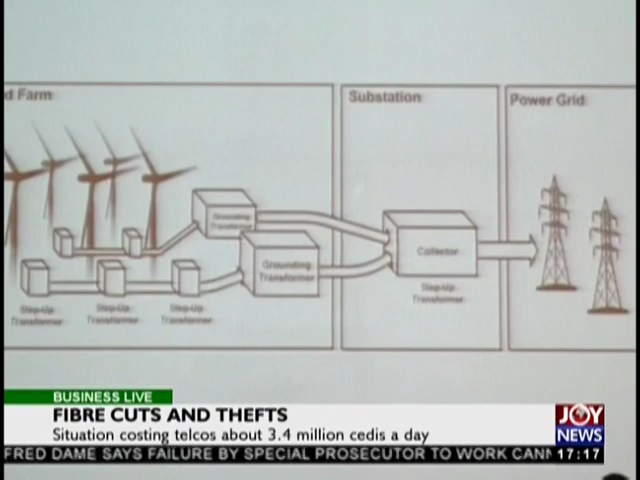 d Farm
Substation
Power Grid
Grounding
Transformer
Grounding
Transformer
Collector
Step-Up
Transformer
Step-Up
Transformer
Step-Up
Transformer
Step-Up
Transformer
BUSINESS LIVE
FIBRE CUTS AND THEFTS
Situation costing telcos about 3.4 million cedis a day
JOY
NEWS
FRED DAME SAYS FAILURE BY SPECIAL PROSECUTOR TO WORK CANN
17:17